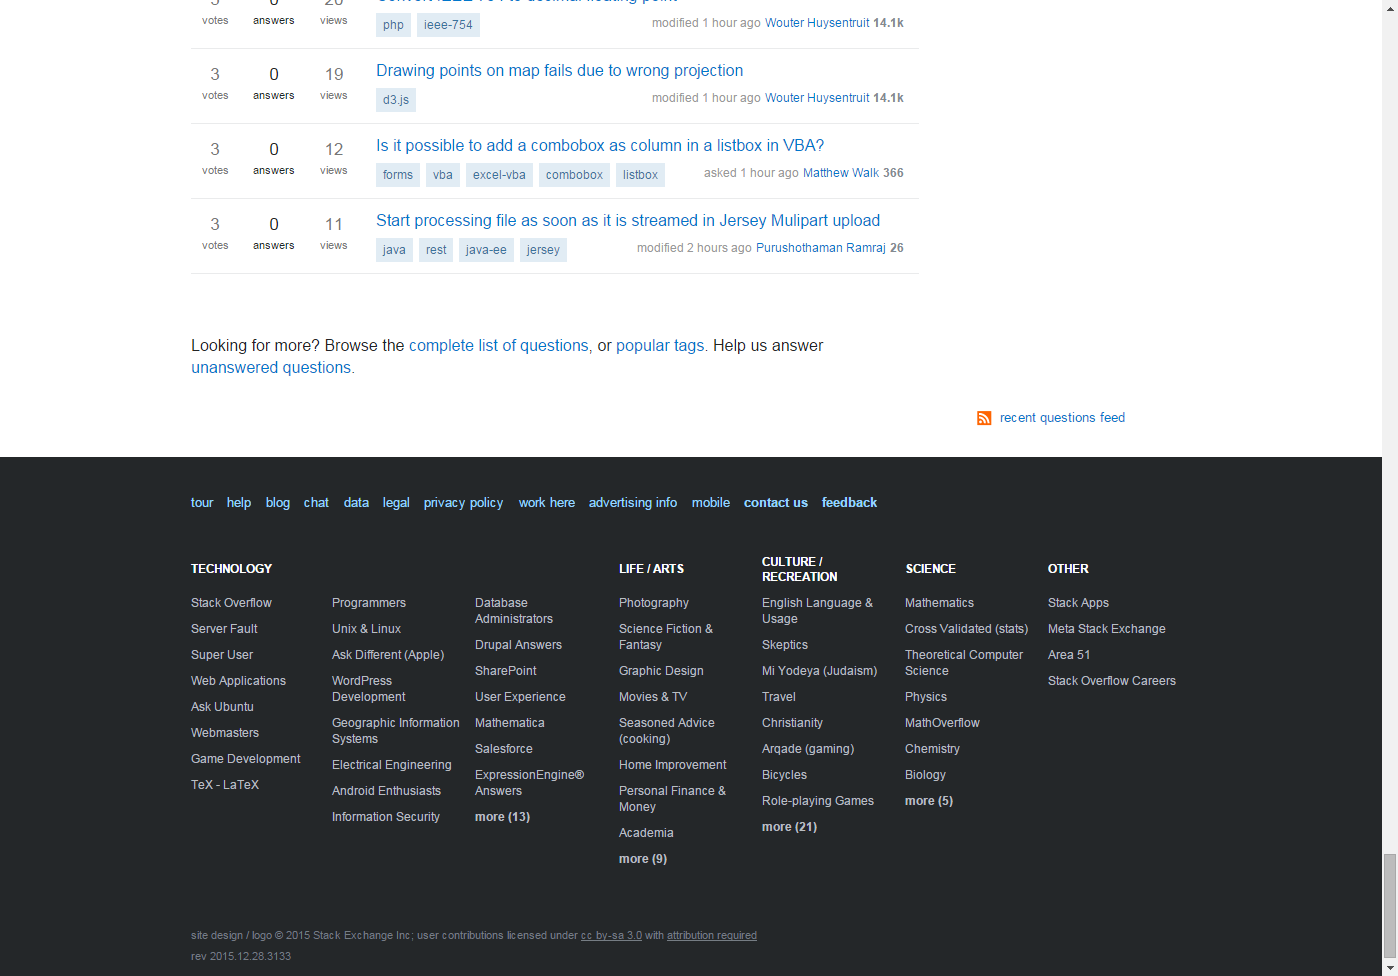 votes answers views php ieee-754 modified 1 hour ago Wouter Huysentruit 14.1k
3 0 19 Drawing points on map fails due to wrong projection
votes answers views d3.js modified 1 hour ago Wouter Huysentruit 14.1k
3 0 12 Is it possible to add a combobox as column in a listbox in VBA?
votes answers views forms vba excel-vba combobox listbox asked 1 hour ago Matthew Walk 366
3 0 11 Start processing file as soon as it is streamed in Jersey Mulipart upload
votes answers views java rest java-ee jersey modified 2 hours ago Purushothaman Ramraj 26
Looking for more? Browse the complete list of questions, or popular tags. Help us answer
unanswered questions.
recent questions feed
tour help blog chat data legal privacy policy work here advertising info mobile contact us feedback
TECHNOLOGY
Stack Overflow
Server Fault
Super User
Web Applications
Ask Ubuntu
Webmasters
Game Development
TeX - LaTeX
Programmers
Unix & Linux
Ask Different (Apple)
WordPress
Development
Geographic Information
Systems
Electrical Engineering
Android Enthusiasts
Information Security
Database
Administrators
Drupal Answers
SharePoint
User Experience
Mathematica
Salesforce
ExpressionEngine®
Answers
more (13)
LIFE / ARTS
Photography
Science Fiction &
Fantasy
Graphic Design
Movies & TV
Seasoned Advice
(cooking)
Home Improvement
Personal Finance &
Money
Academia
more (9)
CULTURE /
RECREATION
English Language &
Usage
Skeptics
Mi Yodeya (Judaism)
Travel
Christianity
Arqade (gaming)
Bicycles
Role-playing Games
more (21)
SCIENCE
Mathematics
Cross Validated (stats)
Theoretical Computer
Science
Physics
MathOverflow
Chemistry
Biology
more (5)
OTHER
Stack Apps
Meta Stack Exchange
Area 51
Stack Overflow Careers
site design / logo © 2015 Stack Exchange Inc; user contributions licensed under cc by-sa 3.0 with attribution required
rev 2015.12.28.3133